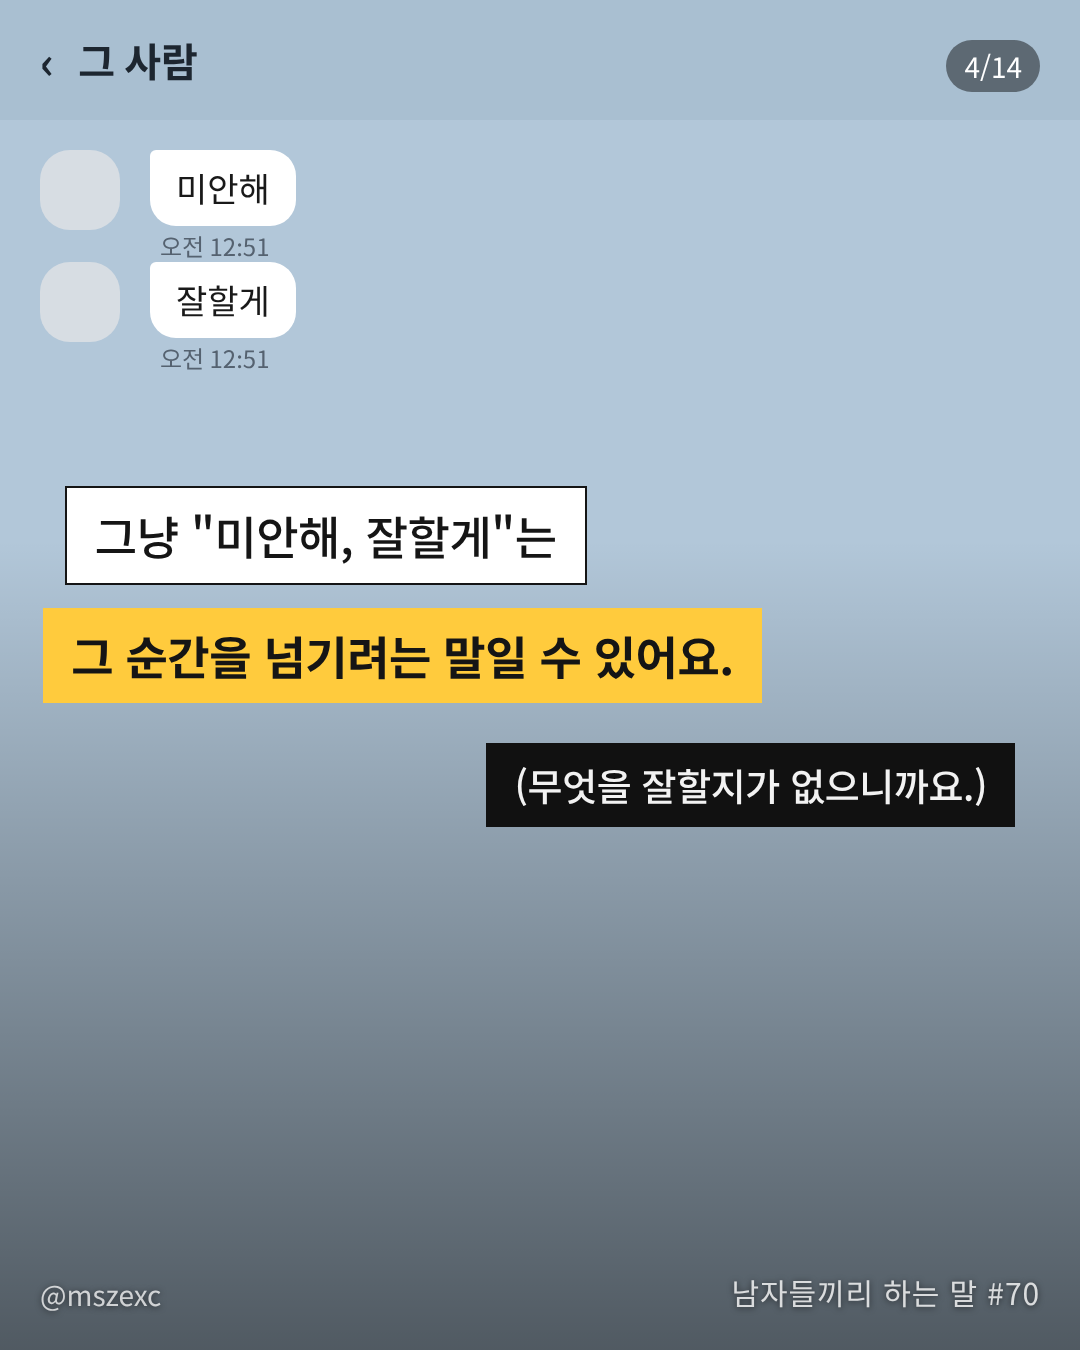 ‹ 그 사람
4/14
미안해
오전 12:51
잘할게
오전 12:51
그냥 "미안해, 잘할게"는
그 순간을 넘기려는 말일 수 있어요.
(무엇을 잘할지가 없으니까요.)
@mszexc
남자들끼리 하는 말 #70